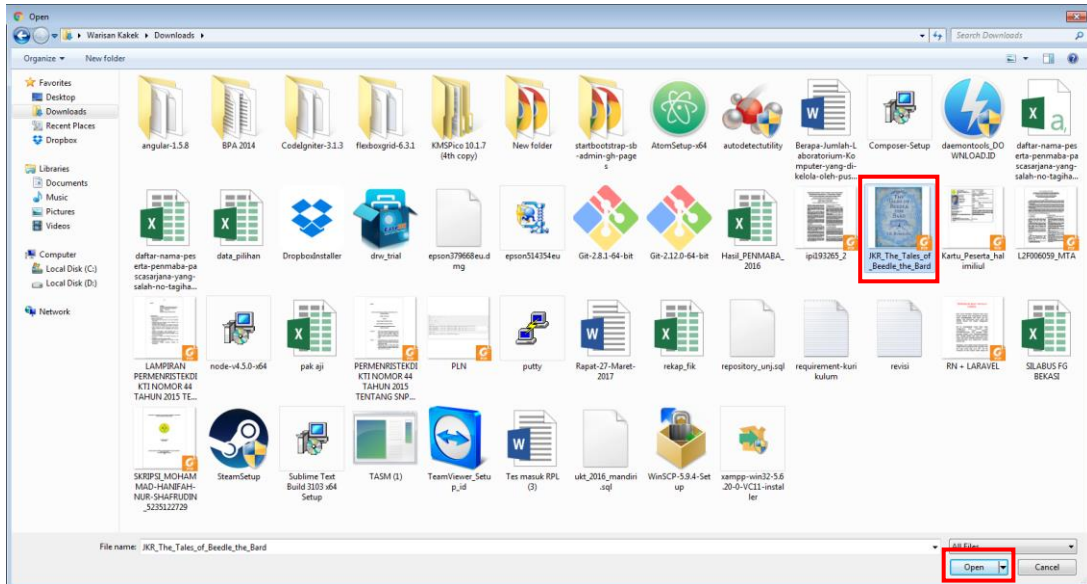 Open
Warisan Kakek Downloads
Search Downloads
Organize New folder
Favorites
Desktop
Downloads
Recent Places
Dropbox
Libraries
Documents
Music
Pictures
Videos
Computer
Local Disk (C:)
Local Disk (D:)
Network
angular-1.5.8
BPA 2014
CodeIgniter-3.1.3
flexboxgrid-6.3.1
KMSPico 10.1.7
(4th copy)
New folder
startbootstrap-sb
-admin-gh-page
s
AtomSetup-x64
autodetectutility
Berapa-Jumlah-L
aboratorium-Ko
mputer-yang-di-
kelola-oleh-pus...
Composer-Setup
daemontools_DO
WNLOAD.ID
daftar-nama-pes
erta-penmaba-pa
scasarjana-yang-
salah-no-tagiha...
daftar-nama-pes
erta-penmaba-pa
scasarjana-yang-
salah-no-tagiha...
data_pilihan
DropboxInstaller
drw_trial
epson379668eu.d
mg
epson514354eu
Git-2.8.1-64-bit
Git-2.12.0-64-bit
Hasil_PENMABA_
2016
ipi193265_2
JKR_The_Tales_of
_Beedle_the_Bard
Kartu_Peserta_hal
imiliul
L2F006059_MTA
LAMPIRAN
PERMENRISTEKDI
KTI NOMOR 44
TAHUN 2015 TE...
node-v4.5.0-x64
pak aji
PERMENRISTEKDI
KTI NOMOR 44
TAHUN 2015
TENTANG SNP...
PLN
putty
Rapat-27-Maret-
2017
rekap_fik
repository_unj.sql
requirement-kuri
kulum
revisi
RN + LARAVEL
SILABUS FG
BEKASI
SKRIPSI_MOHAM
MAD-HANIFAH-
NUR-SHAFRUDIN
_5235122729
SteamSetup
Sublime Text
Build 3103 x64
Setup
TASM (1)
TeamViewer_Setu
p_id
Tes masuk RPL
(3)
ukt_2016_mandiri
.sql
WinSCP-5.9.4-Set
up
xampp-win32-5.6
.20-0-VC11-instal
ler
File name: JKR_The_Tales_of_Beedle_the_Bard
All Files
Open Cancel